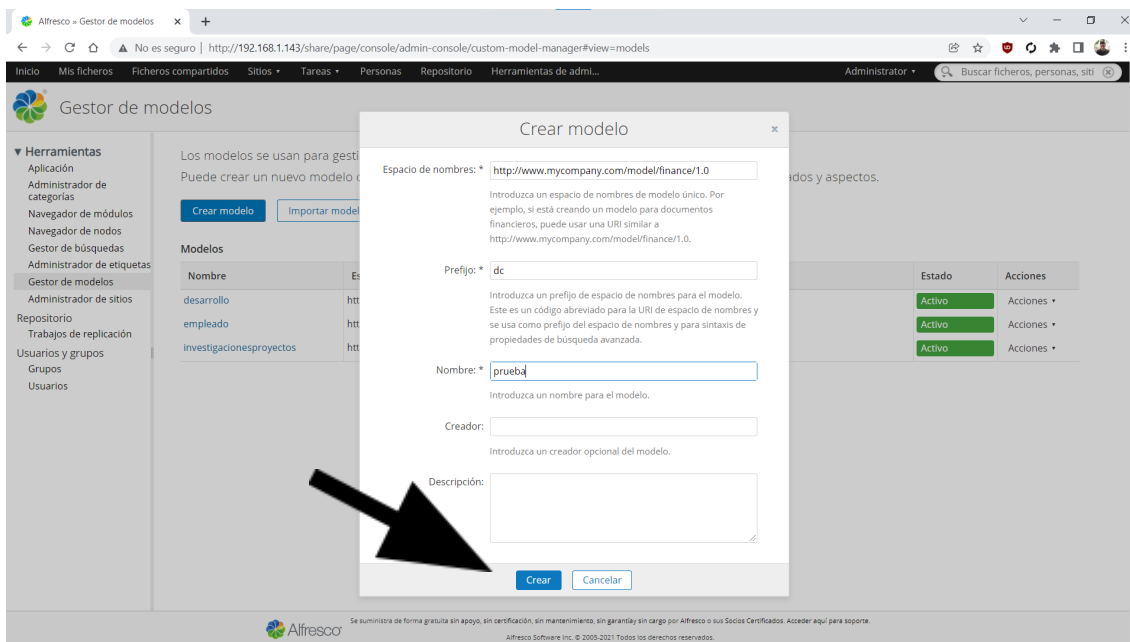 Alfresco » Gestor de modelos
No es seguro | http://192.168.1.143/share/page/console/admin-console/custom-model-manager#view=models
Inicio Mis ficheros Ficheros compartidos Sitios Tareas Personas Repositorio Herramientas de admi... Administrator Buscar ficheros, personas, siti
Gestor de modelos
Herramientas
Aplicación
Administrador de
categorías
Navegador de módulos
Navegador de nodos
Gestor de búsquedas
Administrador de etiquetas
Gestor de modelos
Administrador de sitios
Repositorio
Trabajos de replicación
Usuarios y grupos
Grupos
Usuarios
Los modelos se usan para gesti
Puede crear un nuevo modelo ados y aspectos.
Crear modelo Importar model
Modelos
Nombre Es Estado Acciones
desarrollo htt Activo Acciones
empleado htt Activo Acciones
investigacionesproyectos htt Activo Acciones
Crear modelo
Espacio de nombres: * http://www.mycompany.com/model/finance/1.0
Introduzca un espacio de nombres de modelo único. Por
ejemplo, si está creando un modelo para documentos
financieros, puede usar una URI similar a
http://www.mycompany.com/model/finance/1.0.
Prefijo: * dc
Introduzca un prefijo de espacio de nombres para el modelo.
Este es un código abreviado para la URI de espacio de nombres y
se usa como prefijo del espacio de nombres y para sintaxis de
propiedades de búsqueda avanzada.
Nombre: * prueba
Introduzca un nombre para el modelo.
Creador:
Introduzca un creador opcional del modelo.
Descripción:
Crear Cancelar
Alfresco
Se suministra de forma gratuita sin apoyo, sin certificación, sin mantenimiento, sin garantíay sin cargo por Alfresco o sus Socios Certificados. Acceder aquí para soporte.
Alfresco Software Inc. © 2005-2021 Todos los derechos reservados.